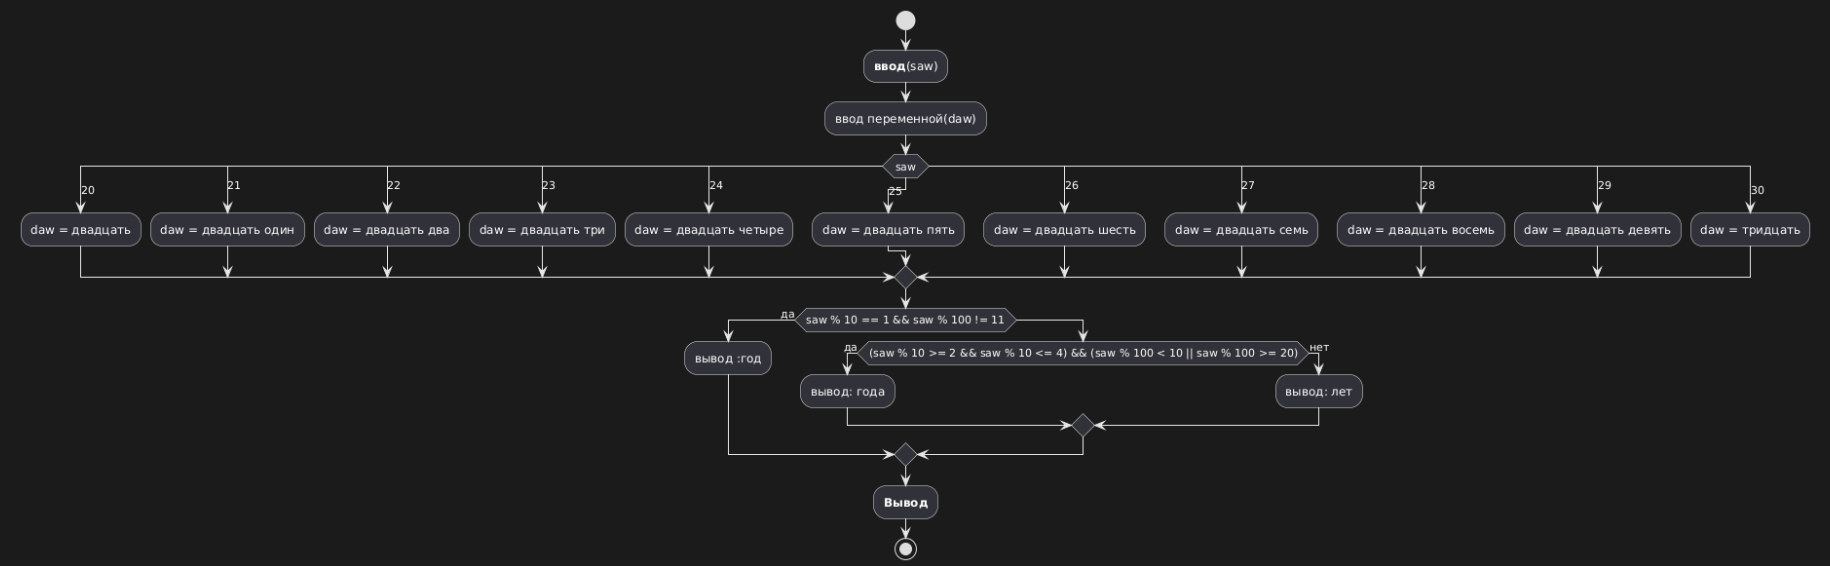 ввод(saw)
ввод переменной(daw)
saw
20
21
22
23
24
25
26
27
28
29
30
daw = двадцать
daw = двадцать один
daw = двадцать два
daw = двадцать три
daw = двадцать четыре
daw = двадцать пять
daw = двадцать шесть
daw = двадцать семь
daw = двадцать восемь
daw = двадцать девять
daw = тридцать
да
saw % 10 == 1 && saw % 100 != 11
вывод :год
да
(saw % 10 >= 2 && saw % 10 <= 4) && (saw % 100 < 10 || saw % 100 >= 20)
нет
вывод: года
вывод: лет
Вывод